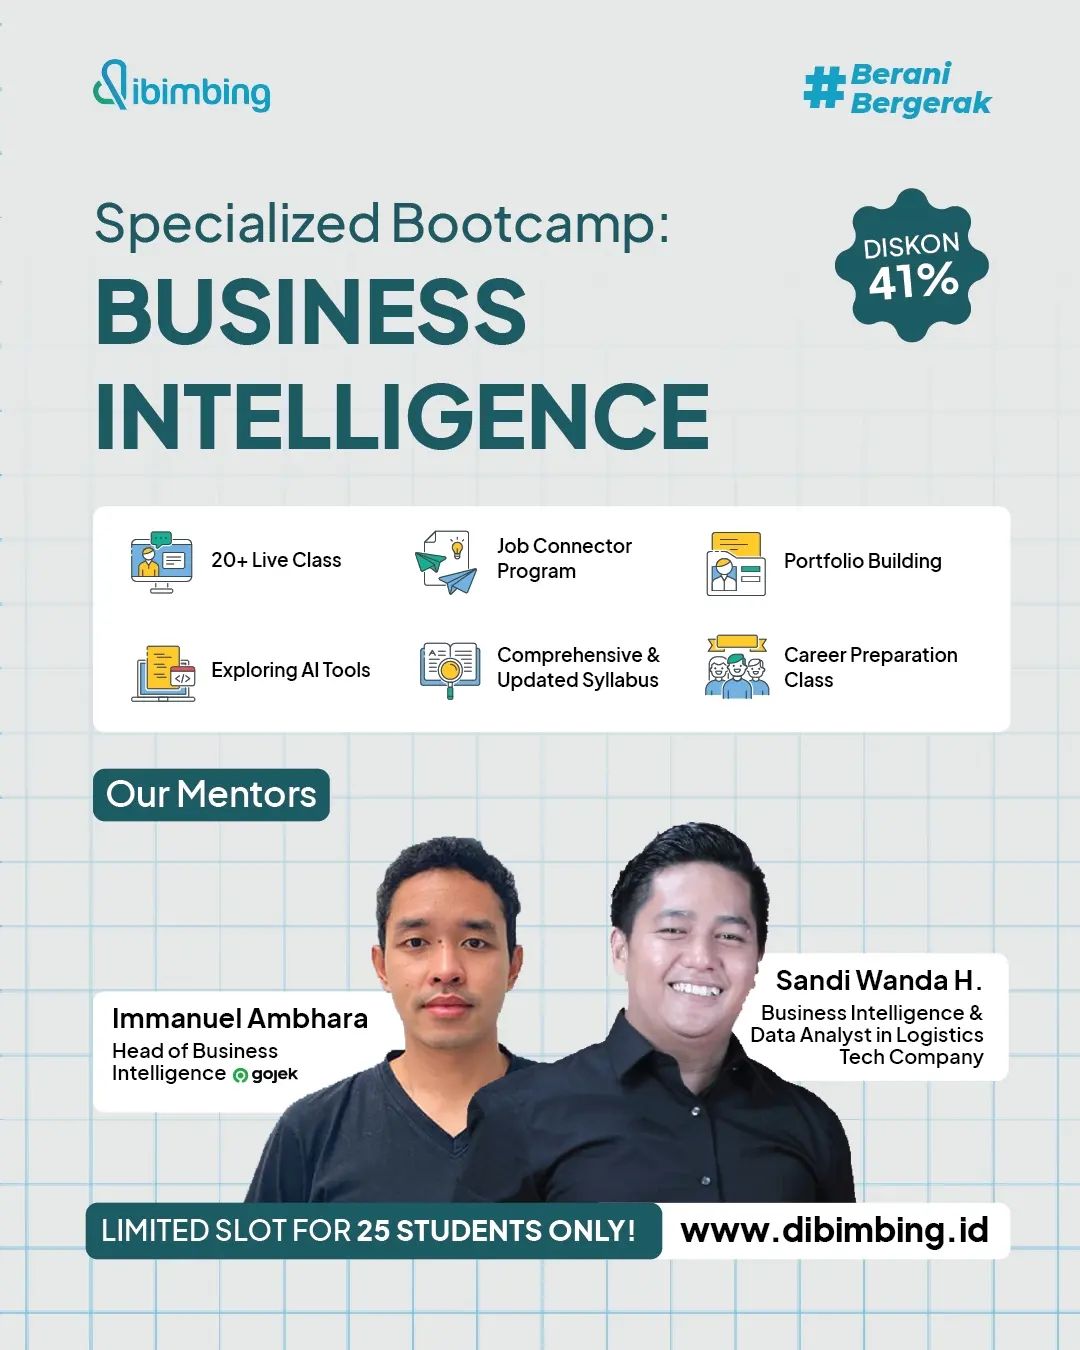 dibimbing
#Berani
Bergerak
Specialized Bootcamp:
BUSINESS
INTELLIGENCE
DISKON
41%
20+ Live Class
Job Connector
Program
Portfolio Building
Exploring AI Tools
Comprehensive &
Updated Syllabus
Career Preparation
Class
Our Mentors
Immanuel Ambhara
Head of Business
Intelligence gojek
Sandi Wanda H.
Business Intelligence &
Data Analyst in Logistics
Tech Company
LIMITED SLOT FOR 25 STUDENTS ONLY!
www.dibimbing.id